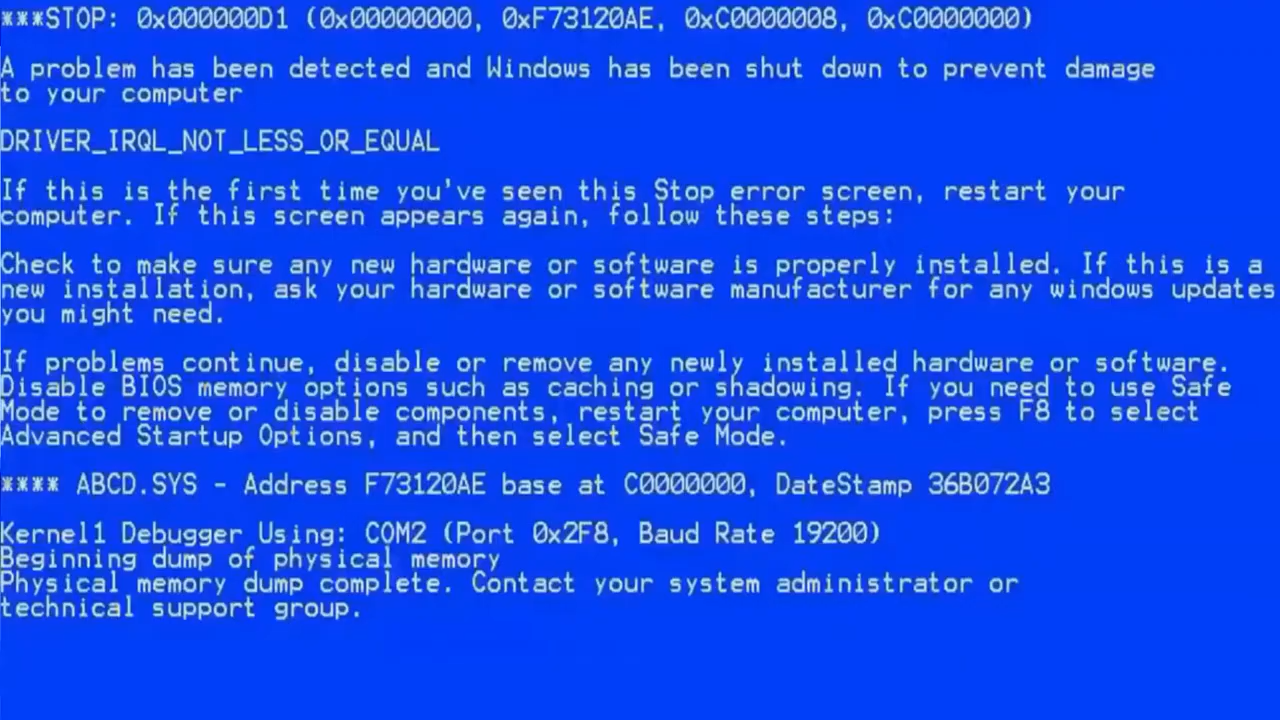 ***STOP: 0x000000D1 (0x00000000, 0xF73120AE, 0xC0000008, 0xC0000000)
A problem has been detected and Windows has been shut down to prevent damage
to your computer
DRIVER_IRQL_NOT_LESS_OR_EQUAL
If this is the first time you've seen this Stop error screen, restart your
computer. If this screen appears again, follow these steps:
Check to make sure any new hardware or software is properly installed. If this is a
new installation, ask your hardware or software manufacturer for any windows updates
you might need.
If problems continue, disable or remove any newly installed hardware or software.
Disable BIOS memory options such as caching or shadowing. If you need to use Safe
Mode to remove or disable components, restart your computer, press F8 to select
Advanced Startup Options, and then select Safe Mode.
**** ABCD.SYS - Address F73120AE base at C0000000, DateStamp 36B072A3
Kernel1 Debugger Using: COM2 (Port 0x2F8, Baud Rate 19200)
Beginning dump of physical memory
Physical memory dump complete. Contact your system administrator or
technical support group.